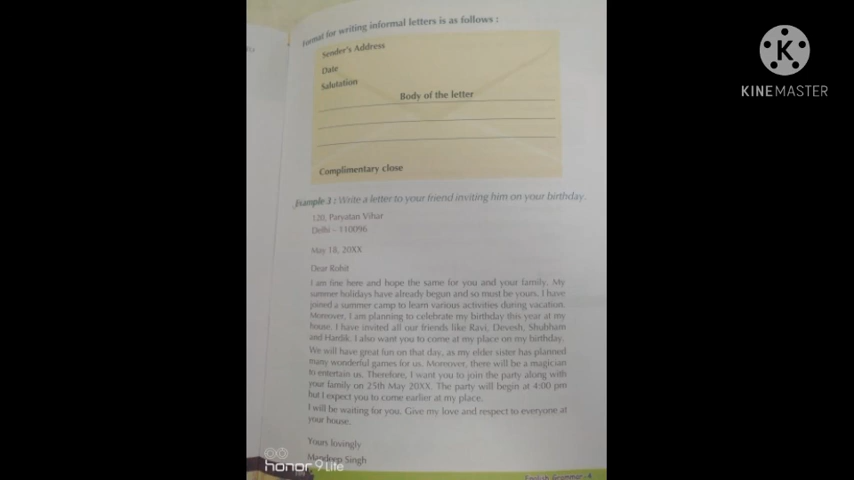 Format for writing informal letters is as follows :
Sender's Address
Date
Salutation
Body of the letter
Complimentary close
Example 3 : Write a letter to your friend inviting him on your birthday.
120, Paryatan Vihar
Delhi – 110096
May 18, 20XX
Dear Rohit
I am fine here and hope the same for you and your family. My
summer holidays have already begun and so must be yours. I have
joined a summer camp to learn various activities during vacation.
Moreover, I am planning to celebrate my birthday this year at my
house. I have invited all our friends like Ravi, Devesh, Shubham
and Hardik. I also want you to come at my place on my birthday.
We will have great fun on that day, as my elder sister has planned
many wonderful games for us. Moreover, there will be a magician
to entertain us. Therefore, I want you to join the party along with
your family on 25th May 20XX. The party will begin at 4:00 pm
but I expect you to come earlier at my place.
I will be waiting for you. Give my love and respect to everyone at
your house.
Yours lovingly
Mandeep Singh
English Grammar-4
honor 9 Lite
K
KINEMASTER